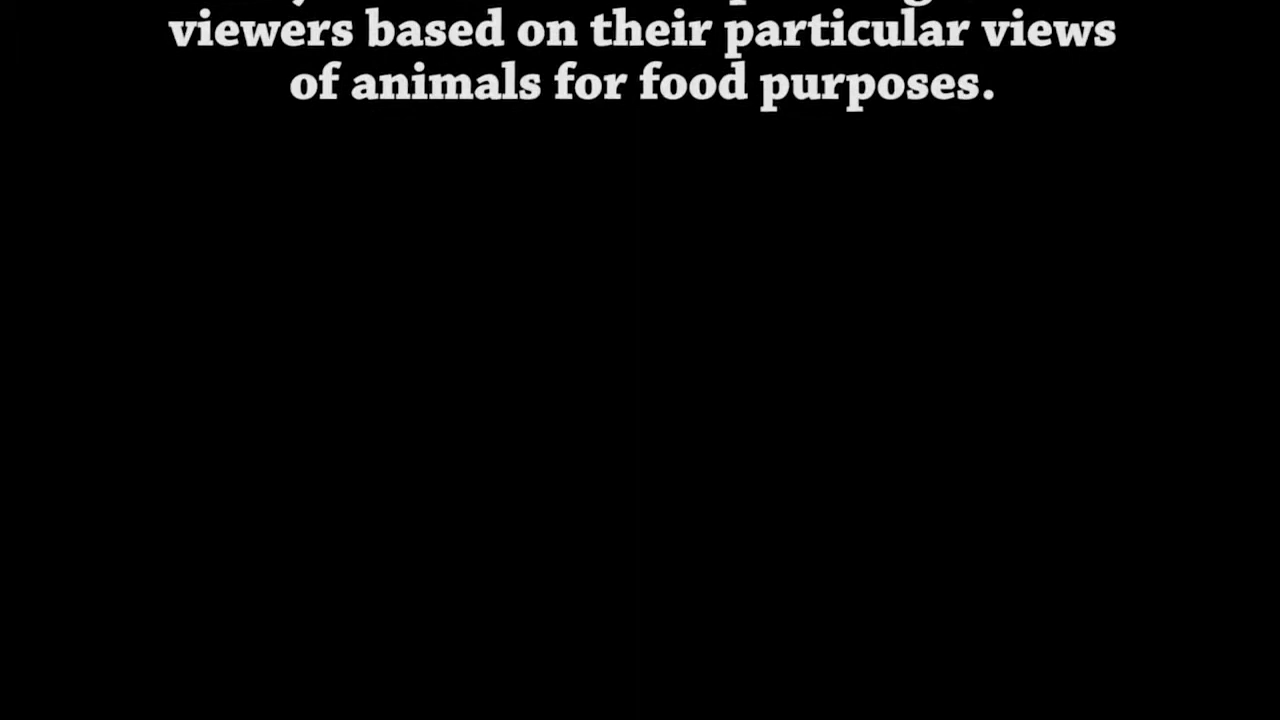 viewers based on their particular views
of animals for food purposes.